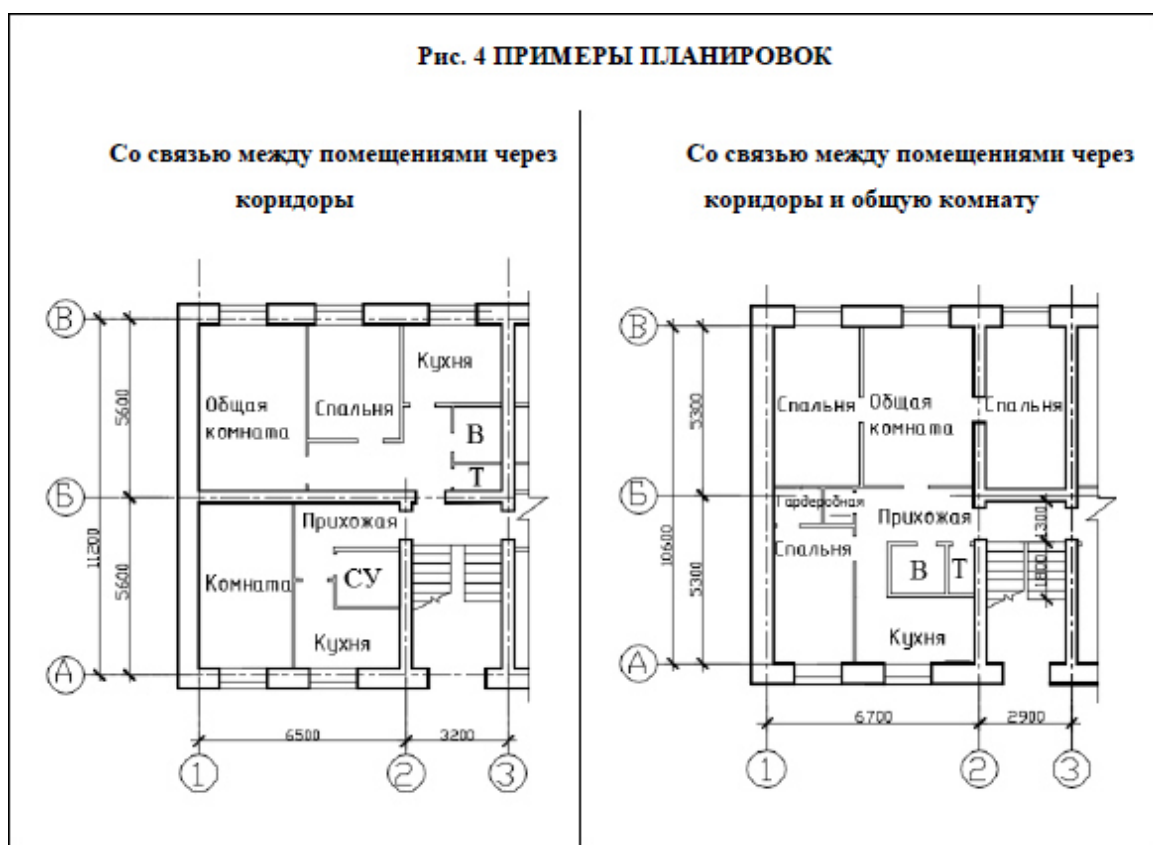 Рис. 4 ПРИМЕРЫ ПЛАНИРОВОК
Со связью между помещениями через
коридоры
В
Кухня
5600
Общая
комната
Спальня
В
Т
Б
11200
Прихожая
5600
Комната
СУ
Кухня
А
6500
3200
1
2
3
Со связью между помещениями через
коридоры и общую комнату
В
5300
Спальня
Общая
комната
Спальня
Б
Гардеробная
10600
Прихожая
1300
Спальня
В
Т
1800
5300
Кухня
А
6700
2900
1
2
3